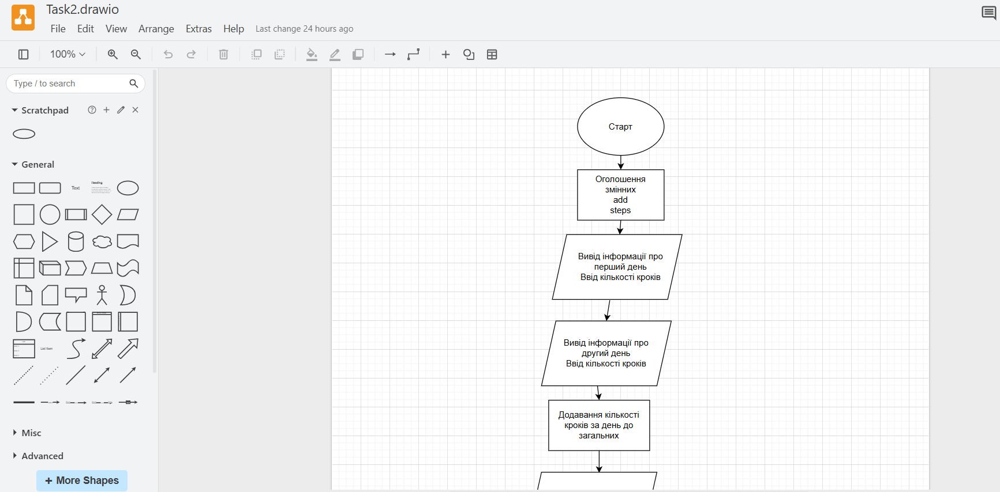 Task2.drawio
File Edit View Arrange Extras Help Last change 24 hours ago
100%
Type / to search
Scratchpad
General
Text
Heading
List Item
Misc
Advanced
+ More Shapes
Старт
Оголошення
змінних
add
steps
Вивід інформації про
перший день
Ввід кількості кроків
Вивід інформації про
другий день
Ввід кількості кроків
Додавання кількості
кроків за день до
загальних